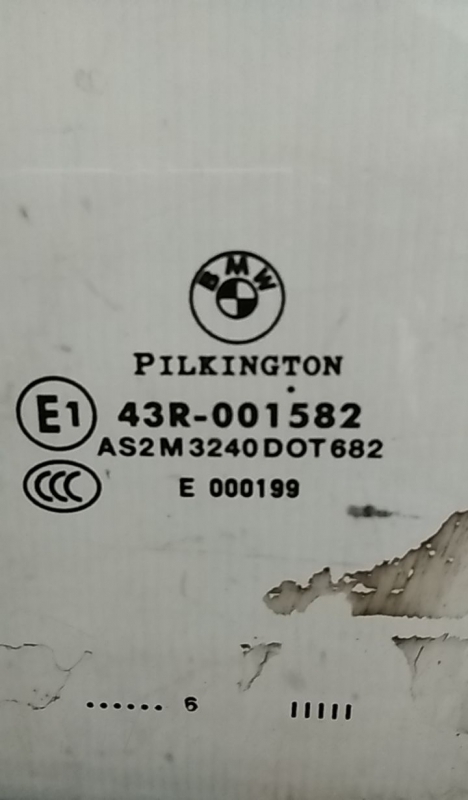 BMW
PILKINGTON
E1 43R-001582
AS2 M3240 DOT682
CCC E 000199
...... 6 IIIII